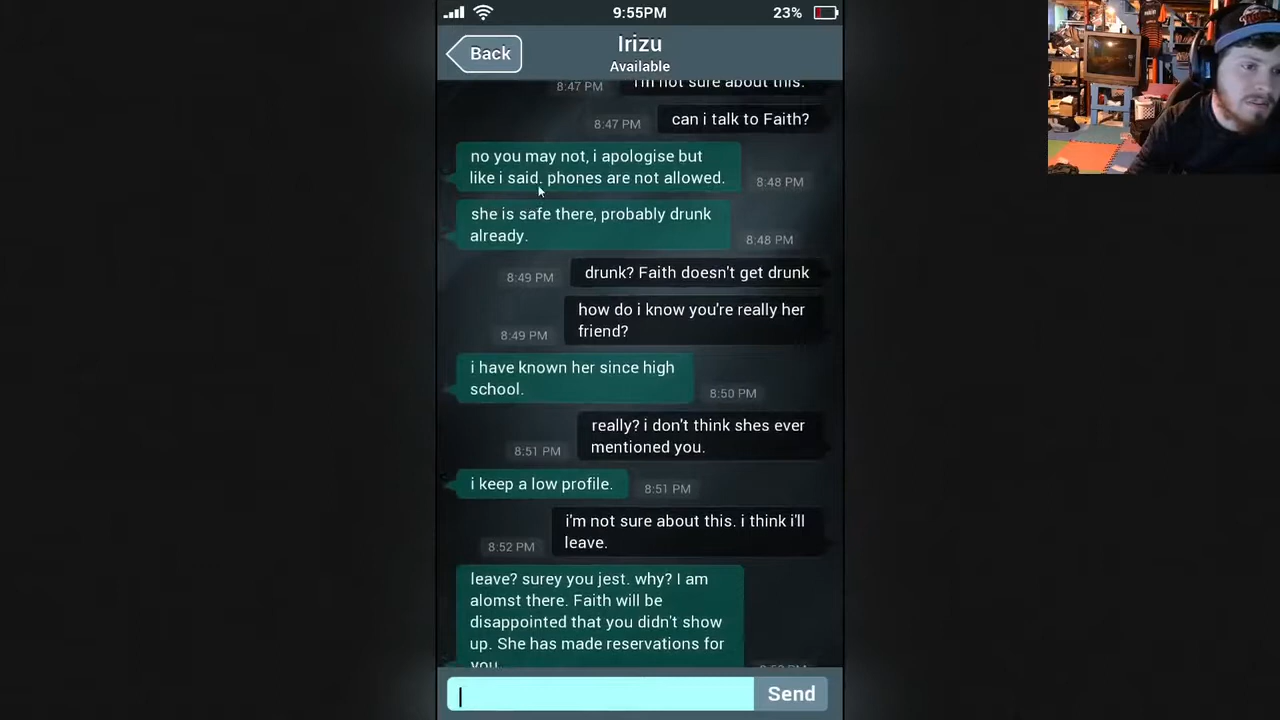 9:55PM
23%
Back
Irizu
Available
i'm not sure about this.
8:47 PM
can i talk to Faith?
8:47 PM
no you may not, i apologise but
like i said. phones are not allowed.
8:48 PM
she is safe there, probably drunk
already.
8:48 PM
drunk? Faith doesn't get drunk
8:49 PM
how do i know you're really her
friend?
8:49 PM
i have known her since high
school.
8:50 PM
really? i don't think shes ever
mentioned you.
8:51 PM
i keep a low profile.
8:51 PM
i'm not sure about this. i think i'll
leave.
8:52 PM
leave? surey you jest. why? I am
alomst there. Faith will be
disappointed that you didn't show
up. She has made reservations for
you.
Send